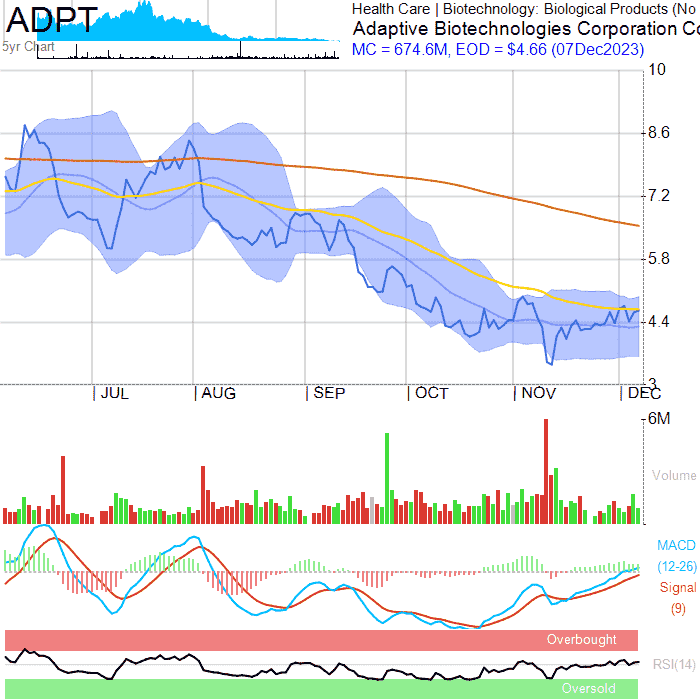 ADPT
5yr Chart
Health Care | Biotechnology: Biological Products (No
Adaptive Biotechnologies Corporation Co
MC = 674.6M, EOD = $4.66 (07Dec2023)
10
8.6
7.2
5.8
4.4
3
JUL AUG SEP OCT NOV DEC
6M
Volume
MACD
(12-26)
Signal
(9)
Overbought
RSI(14)
Oversold